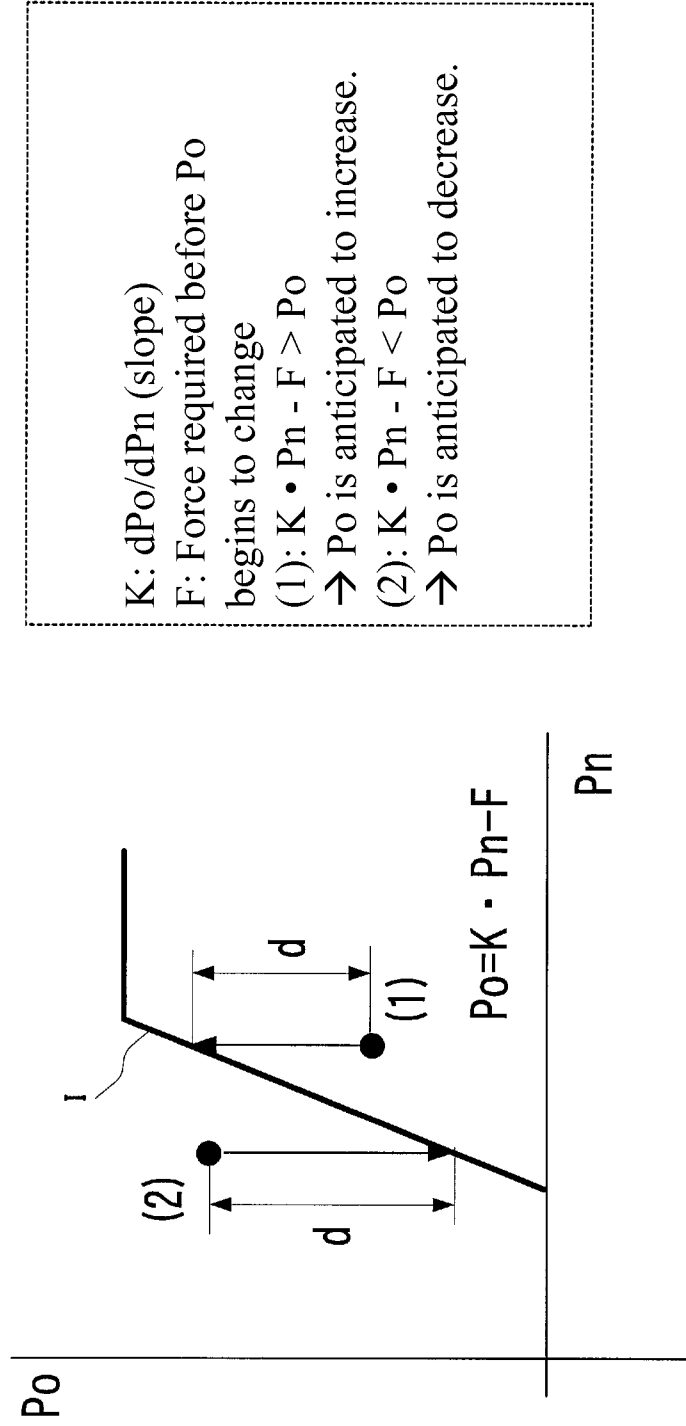 Po
I
(2)
d
d
(1)
Po=K・Pn−F
Pn
K: dPo/dPn (slope)
F: Force required before Po
begins to change
(1): K • Pn - F > Po
→ Po is anticipated to increase.
(2): K • Pn - F < Po
→ Po is anticipated to decrease.